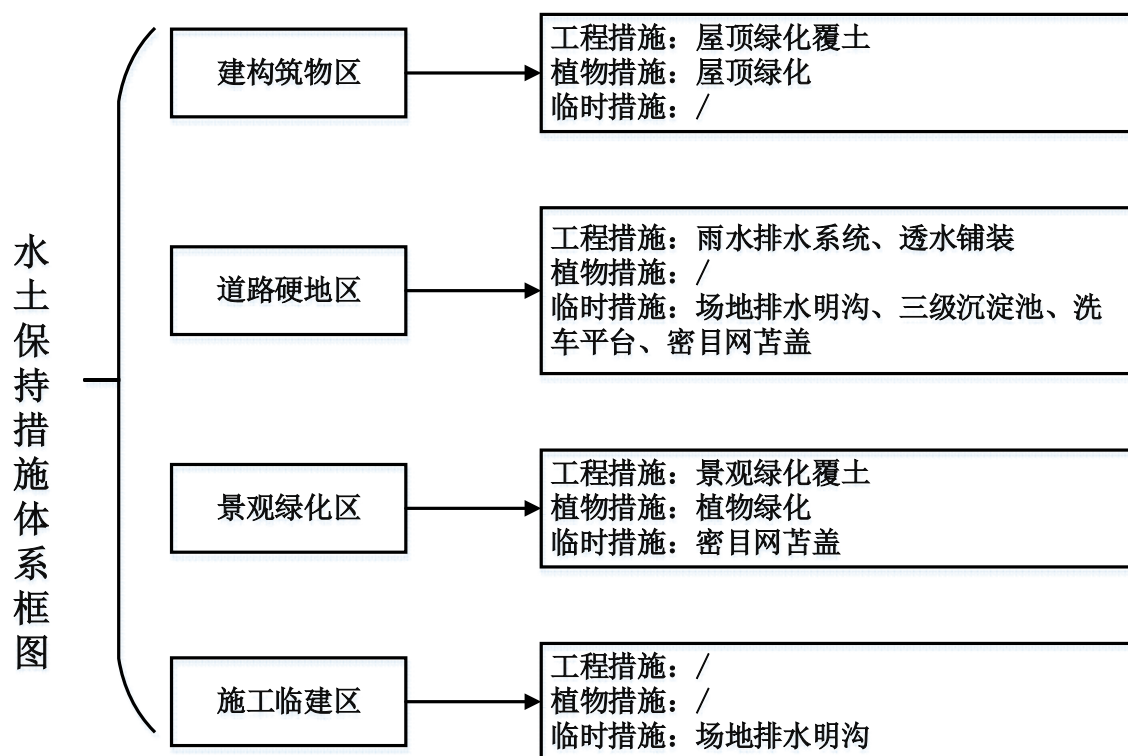 水土保持措施体系框图
建构筑物区
工程措施：屋顶绿化覆土
植物措施：屋顶绿化
临时措施：/
道路硬地区
工程措施：雨水排水系统、透水铺装
植物措施：/
临时措施：场地排水明沟、三级沉淀池、洗
车平台、密目网苫盖
景观绿化区
工程措施：景观绿化覆土
植物措施：植物绿化
临时措施：密目网苫盖
施工临建区
工程措施：/
植物措施：/
临时措施：场地排水明沟